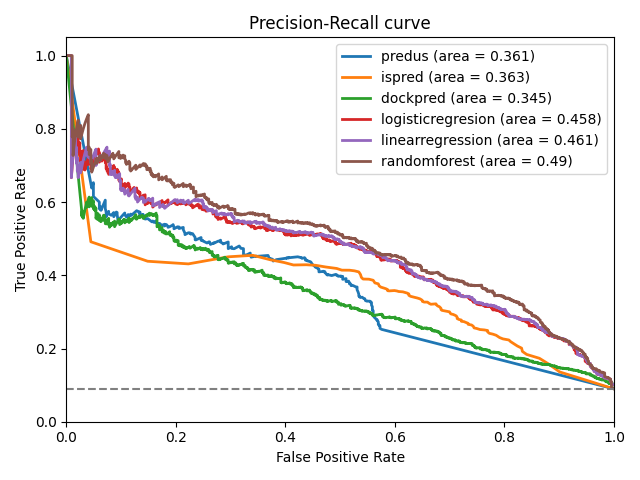 Precision-Recall curve
True Positive Rate
1.0
0.8
0.6
0.4
0.2
0.0
predus (area = 0.361)
ispred (area = 0.363)
dockpred (area = 0.345)
logisticregresion (area = 0.458)
linearregression (area = 0.461)
randomforest (area = 0.49)
0.0 0.2 0.4 0.6 0.8 1.0
False Positive Rate